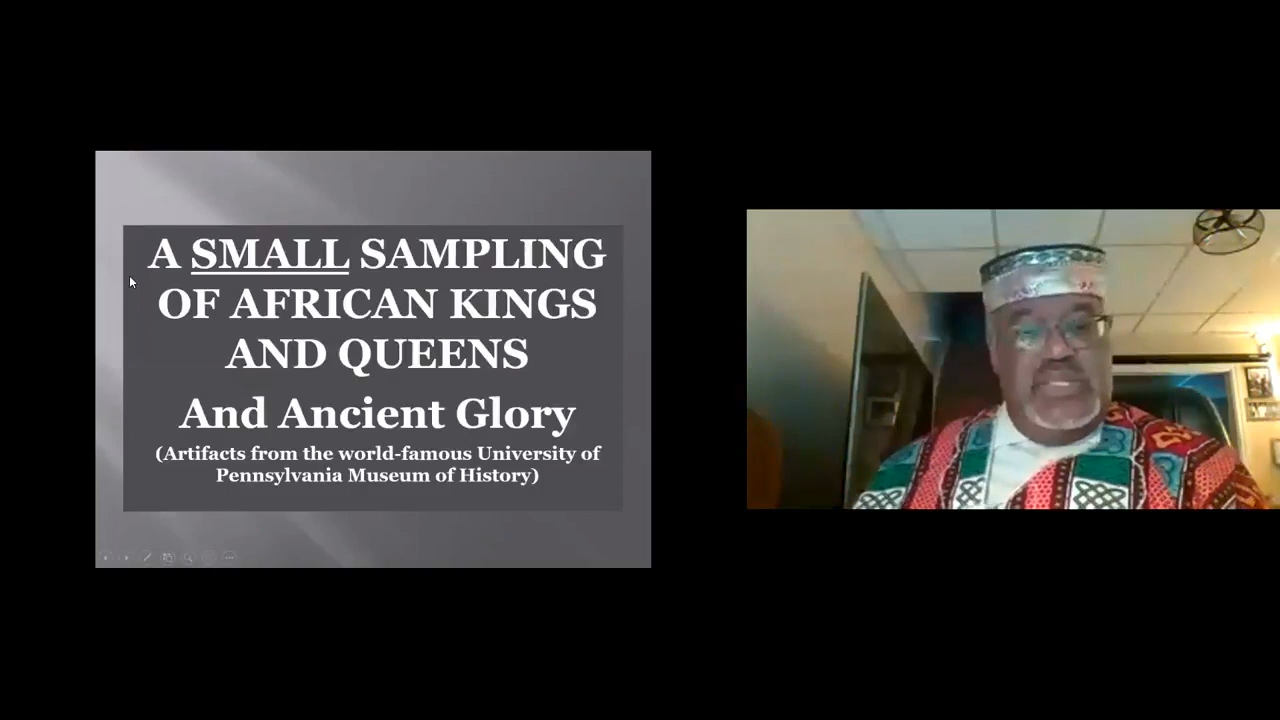 A SMALL SAMPLING
OF AFRICAN KINGS
AND QUEENS
And Ancient Glory
(Artifacts from the world-famous University of
Pennsylvania Museum of History)